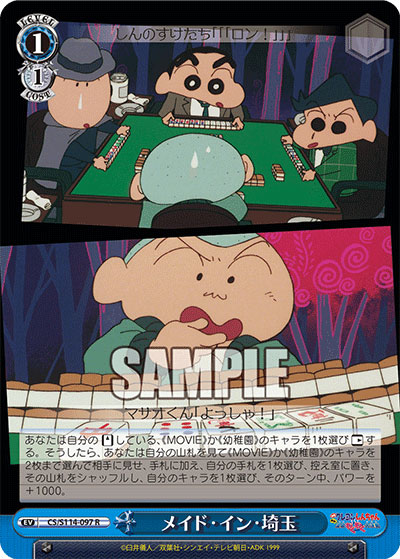 LEVEL
1
1
COST
しんのすけたち「「「ロン！」」」
SAMPLE
マサオくん「よっしゃ！」
あなたは自分の している、《MOVIE》か《幼稚園》のキャラを1枚選び す
る。そうしたら、あなたは自分の山札を見て《MOVIE》か《幼稚園》のキャラを
2枚まで選んで相手に見せ、手札に加え、自分の手札を1枚選び、控え室に置き、
その山札をシャッフルし、自分のキャラを1枚選び、そのターン中、パワーを
＋1000。
EV CS/S114-097 R メイド・イン・埼玉
クレヨンしんちゃん
©臼井儀人／双葉社・シンエイ・テレビ朝日・ADK 1999